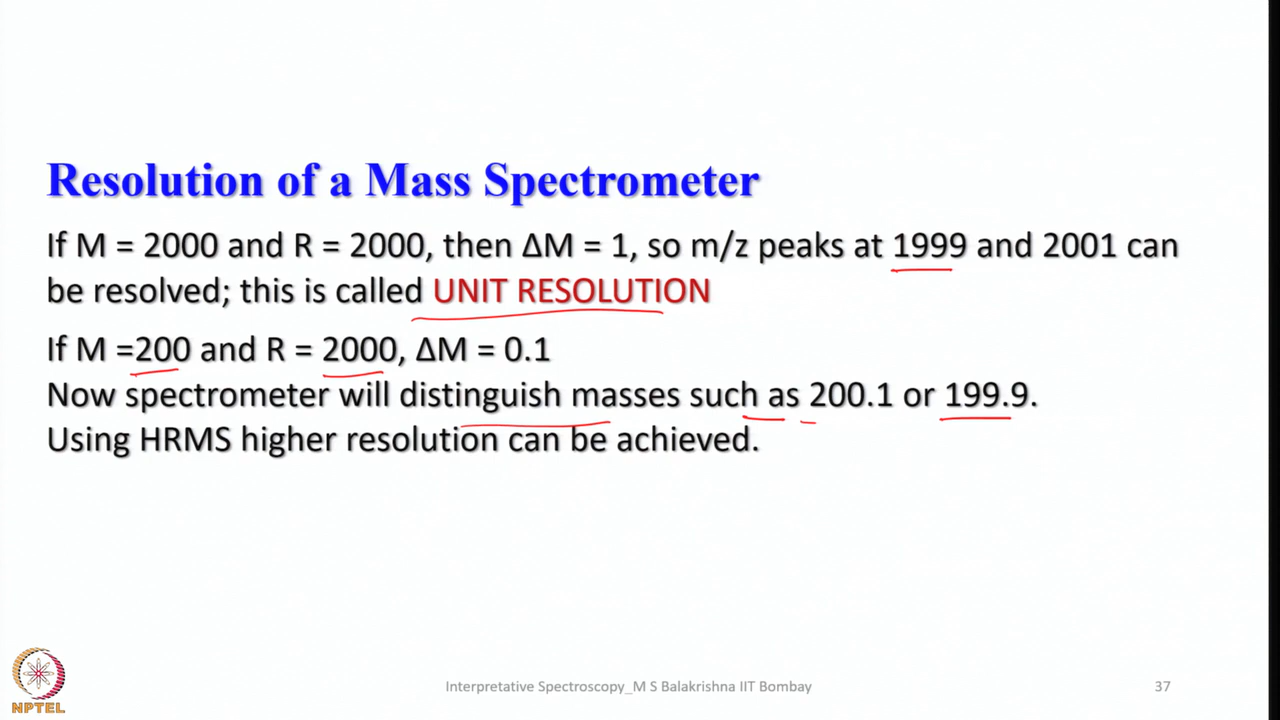 Resolution of a Mass Spectrometer
If M = 2000 and R = 2000, then ΔM = 1, so m/z peaks at 1999 and 2001 can
be resolved; this is called UNIT RESOLUTION
If M =200 and R = 2000, ΔM = 0.1
Now spectrometer will distinguish masses such as 200.1 or 199.9.
Using HRMS higher resolution can be achieved.
NPTEL
Interpretative Spectroscopy_M S Balakrishna IIT Bombay
37